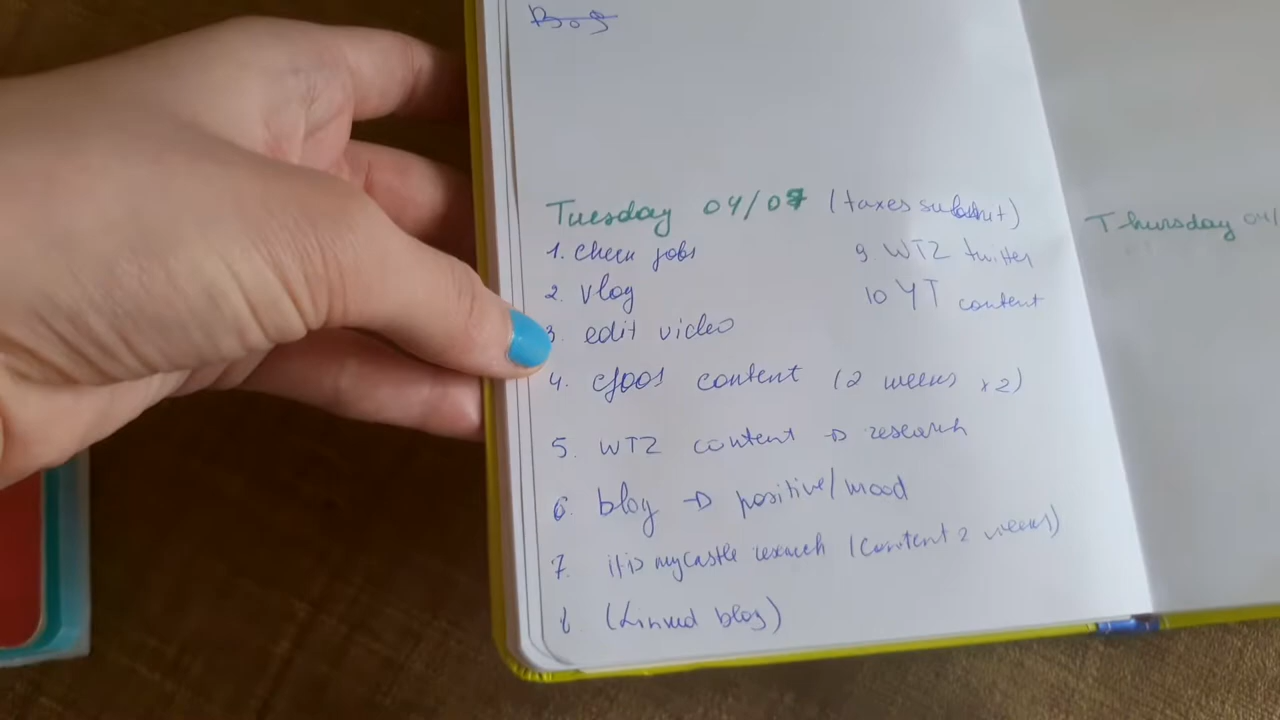 Tuesday 04/07 (taxes submit)
1. check jobs
2. vlog
3. edit video
4. content (2 weeks x2)
5. WTZ content → research
6. blog → positive/mood
7. it is mycastle research (content 2 weeks)
8 (Linked blog)
9. WTZ twitter
10 YT content
Thursday 04/